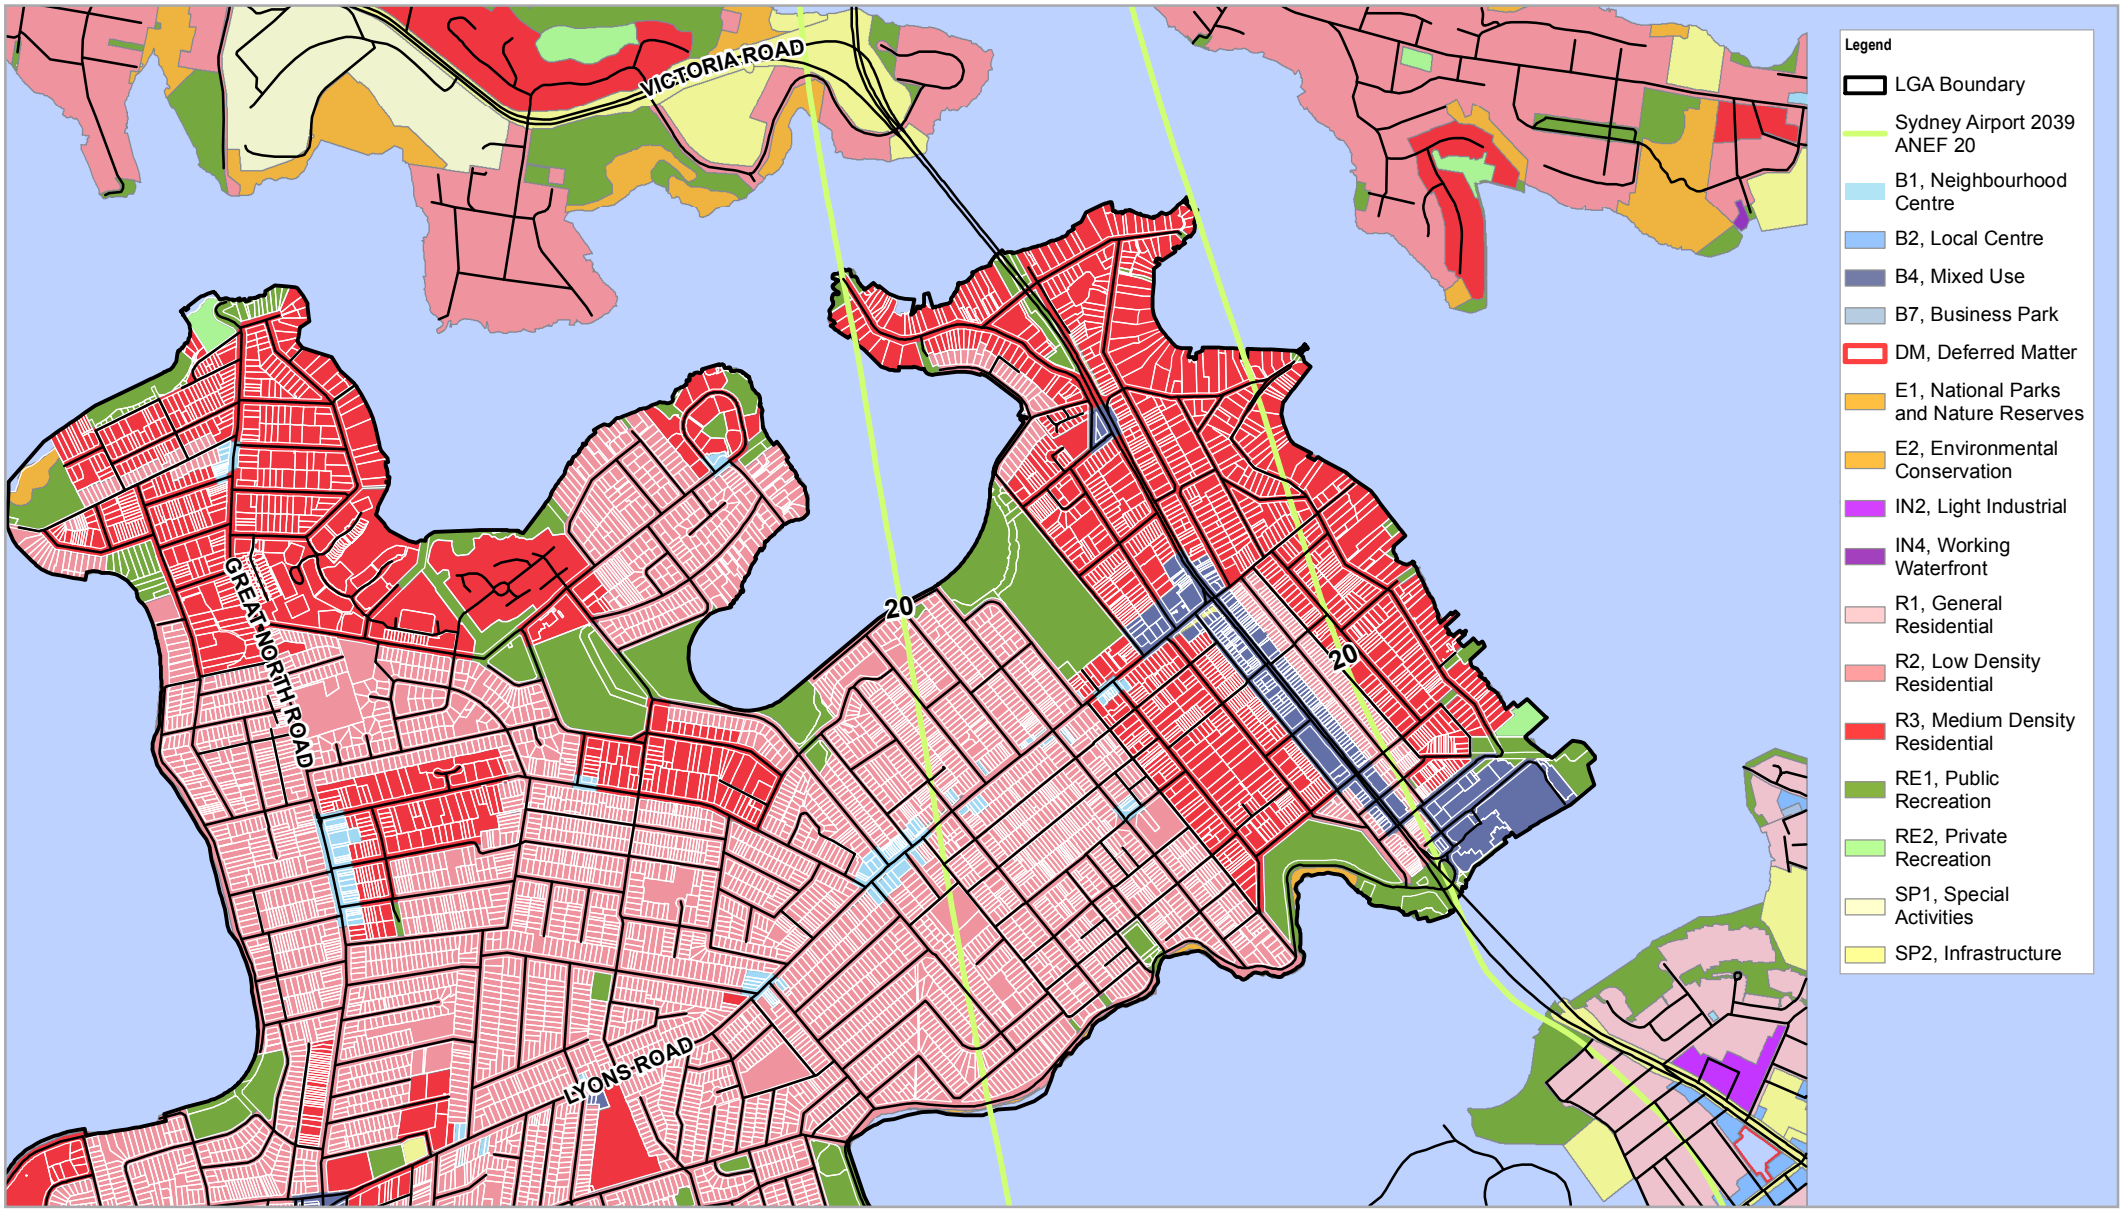 VICTORIA ROAD
GREAT NORTH ROAD
20
20
LYONS ROAD
Legend
LGA Boundary
Sydney Airport 2039
ANEF 20
B1, Neighbourhood
Centre
B2, Local Centre
B4, Mixed Use
B7, Business Park
DM, Deferred Matter
E1, National Parks
and Nature Reserves
E2, Environmental
Conservation
IN2, Light Industrial
IN4, Working
Waterfront
R1, General
Residential
R2, Low Density
Residential
R3, Medium Density
Residential
RE1, Public
Recreation
RE2, Private
Recreation
SP1, Special
Activities
SP2, Infrastructure